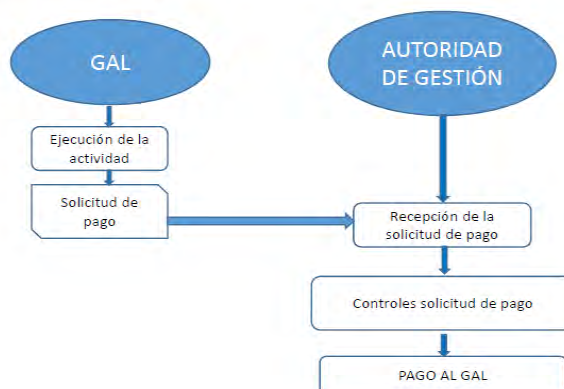 GAL
AUTORIDAD
DE GESTIÓN
Ejecución de la
actividad
Solicitud de
pago
Recepción de la
solicitud de pago
Controles solicitud de pago
PAGO AL GAL